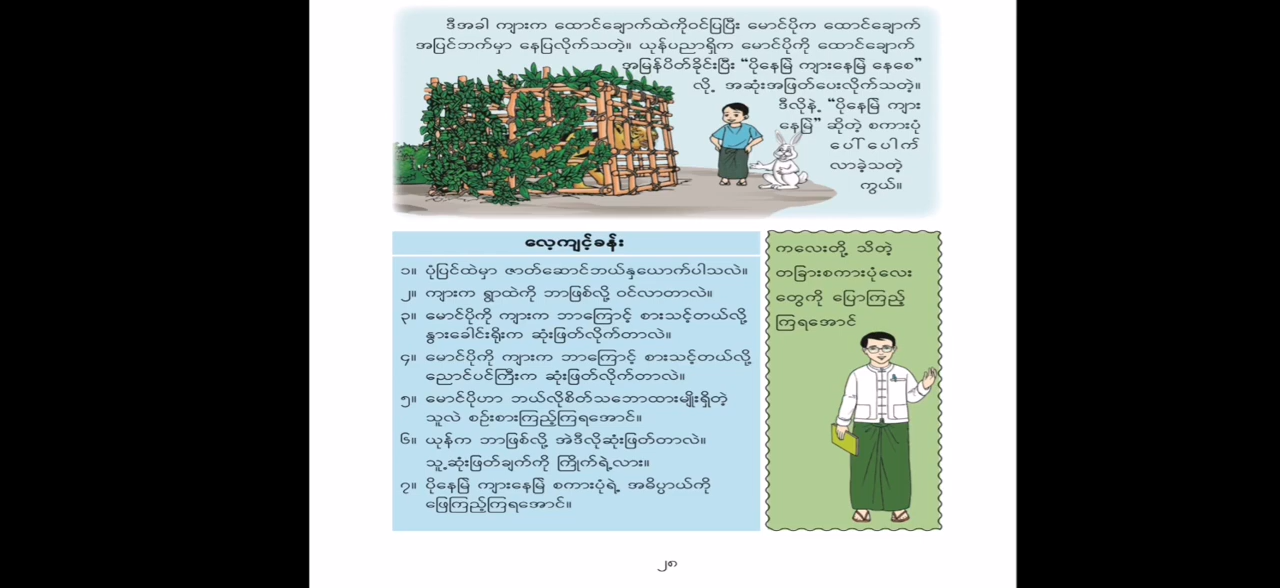 ဒီအခါ ကျားက ထောင်ချောက်ထဲကိုဝင်ပြပြီး မောင်ပိုက ထောင်ချောက်
အပြင်ဘက်မှာ နေပြလိုက်သတဲ့။ ယုန်ပညာရှိက မောင်ပိုကို ထောင်ချောက်
အမြန်ပိတ်ခိုင်းပြီး “ပိုနေမြဲ ကျားနေမြဲ နေစေ”
လို့ အဆုံးအဖြတ်ပေးလိုက်သတဲ့။
ဒီလိုနဲ့ “ပိုနေမြဲ ကျား
နေမြဲ” ဆိုတဲ့ စကားပုံ
ပေါ်ပေါက်
လာခဲ့သတဲ့
ကွယ်။
လေ့ကျင့်ခန်း
၁။ ပုံပြင်ထဲမှာ ဇာတ်ဆောင်ဘယ်နှယောက်ပါသလဲ။
၂။ ကျားက ရွာထဲကို ဘာဖြစ်လို့ ဝင်လာတာလဲ။
၃။ မောင်ပိုကို ကျားက ဘာကြောင့် စားသင့်တယ်လို့
နွားခေါင်းရိုးက ဆုံးဖြတ်လိုက်တာလဲ။
၄။ မောင်ပိုကို ကျားက ဘာကြောင့် စားသင့်တယ်လို့
ညောင်ပင်ကြီးက ဆုံးဖြတ်လိုက်တာလဲ။
၅။ မောင်ပိုဟာ ဘယ်လိုစိတ်သဘောထားမျိုးရှိတဲ့
သူလဲ စဉ်းစားကြည့်ကြရအောင်။
၆။ ယုန်က ဘာဖြစ်လို့ အဲဒီလိုဆုံးဖြတ်တာလဲ။
သူ့ဆုံးဖြတ်ချက်ကို ကြိုက်ရဲ့လား။
၇။ ပိုနေမြဲ ကျားနေမြဲ စကားပုံရဲ့ အဓိပ္ပာယ်ကို
ဖြေကြည့်ကြရအောင်။
ကလေးတို့ သိတဲ့
တခြားစကားပုံလေး
တွေကို ပြောကြည့်
ကြရအောင်
၂၈